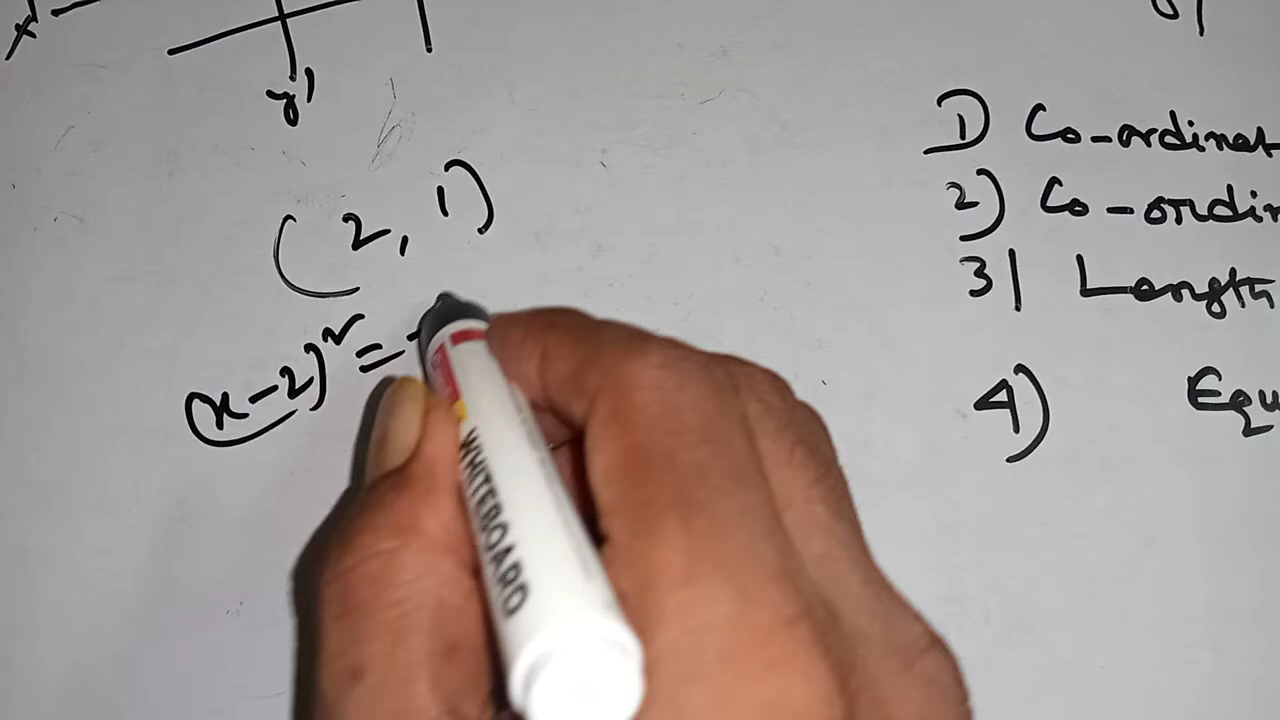 y'
(2, 1)
(x-2)² = -
1) Co-ordinat
2) Co-ordin
3) Length
4) Equ
WHITEBOARD